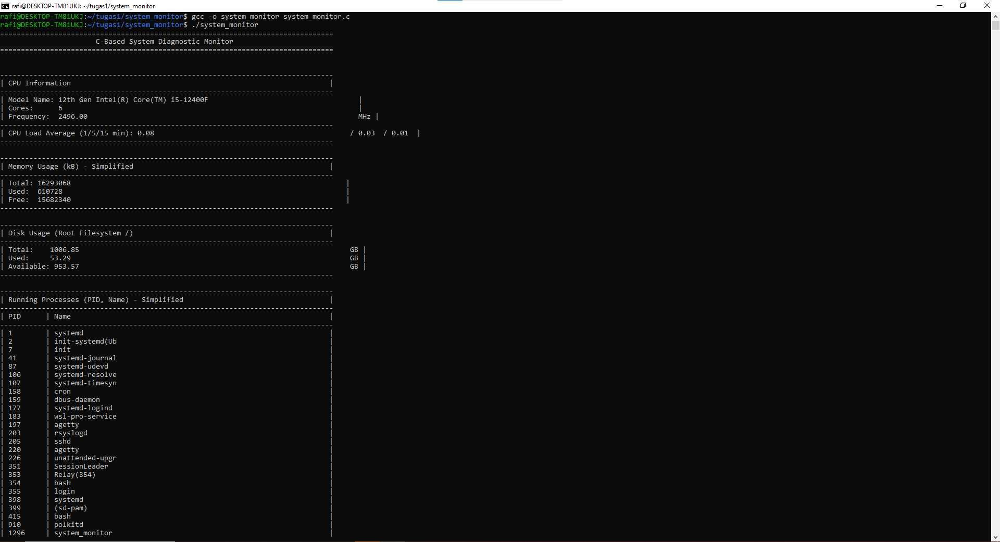 rafi@DESKTOP-TM81UKJ: ~/tugas1/system_monitor
rafi@DESKTOP-TM81UKJ:~/tugas1/system_monitor$ gcc -o system_monitor system_monitor.c
rafi@DESKTOP-TM81UKJ:~/tugas1/system_monitor$ ./system_monitor
================================================================================
                       C-Based System Diagnostic Monitor
================================================================================
--------------------------------------------------------------------------------
| CPU Information                                                              |
--------------------------------------------------------------------------------
| Model Name: 12th Gen Intel(R) Core(TM) i5-12400F                                    |
| Cores:      6                                                                       |
| Frequency:  2496.00                                                                 MHz |
--------------------------------------------------------------------------------
| CPU Load Average (1/5/15 min): 0.08                                               / 0.03  / 0.01  |
--------------------------------------------------------------------------------
--------------------------------------------------------------------------------
| Memory Usage (kB) - Simplified                                               |
--------------------------------------------------------------------------------
| Total: 16293068                                                                  |
| Used:  610728                                                                    |
| Free:  15682340                                                                  |
--------------------------------------------------------------------------------
--------------------------------------------------------------------------------
| Disk Usage (Root Filesystem /)                                               |
--------------------------------------------------------------------------------
| Total:    1006.85                                                                 GB |
| Used:     53.29                                                                   GB |
| Available: 953.57                                                                 GB |
--------------------------------------------------------------------------------
--------------------------------------------------------------------------------
| Running Processes (PID, Name) - Simplified                                   |
--------------------------------------------------------------------------------
| PID      | Name                                                              |
--------------------------------------------------------------------------------
| 1        | systemd                                                           |
| 2        | init-systemd(Ub                                                   |
| 7        | init                                                              |
| 41       | systemd-journal                                                   |
| 87       | systemd-udevd                                                     |
| 106      | systemd-resolve                                                   |
| 107      | systemd-timesyn                                                   |
| 158      | cron                                                              |
| 159      | dbus-daemon                                                       |
| 177      | systemd-logind                                                    |
| 183      | wsl-pro-service                                                   |
| 197      | agetty                                                            |
| 203      | rsyslogd                                                          |
| 205      | sshd                                                              |
| 220      | agetty                                                            |
| 226      | unattended-upgr                                                   |
| 351      | SessionLeader                                                     |
| 353      | Relay(354)                                                        |
| 354      | bash                                                              |
| 355      | login                                                             |
| 398      | systemd                                                           |
| 399      | (sd-pam)                                                          |
| 415      | bash                                                              |
| 910      | polkitd                                                           |
| 1296     | system_monitor                                                    |